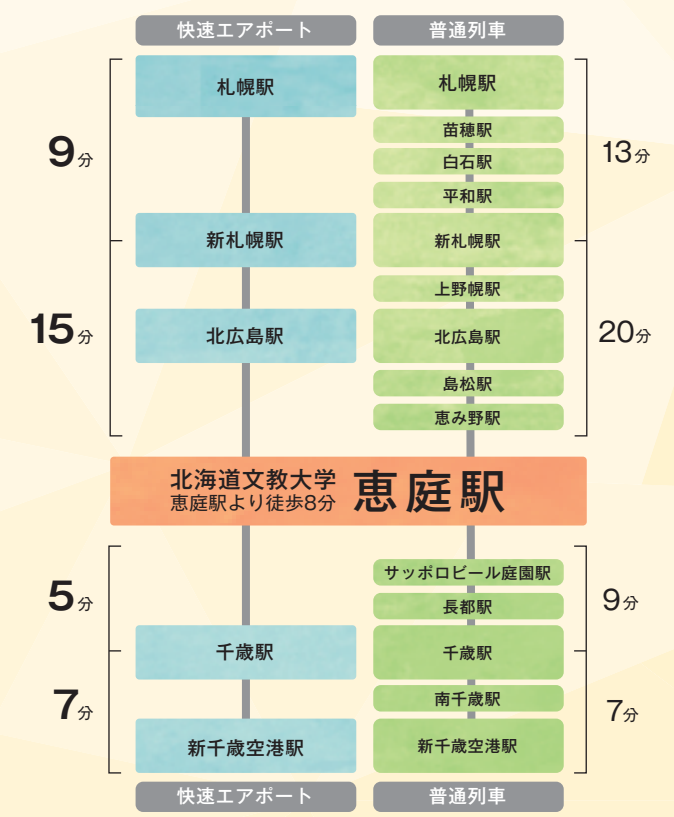 快速エアポート
普通列車
札幌駅
札幌駅
苗穂駅
9分
白石駅
13分
平和駅
新札幌駅
新札幌駅
上野幌駅
15分
北広島駅
北広島駅
20分
島松駅
恵み野駅
北海道文教大学
恵庭駅より徒歩8分
恵庭駅
サッポロビール庭園駅
5分
長都駅
9分
千歳駅
千歳駅
7分
南千歳駅
7分
新千歳空港駅
新千歳空港駅
快速エアポート
普通列車